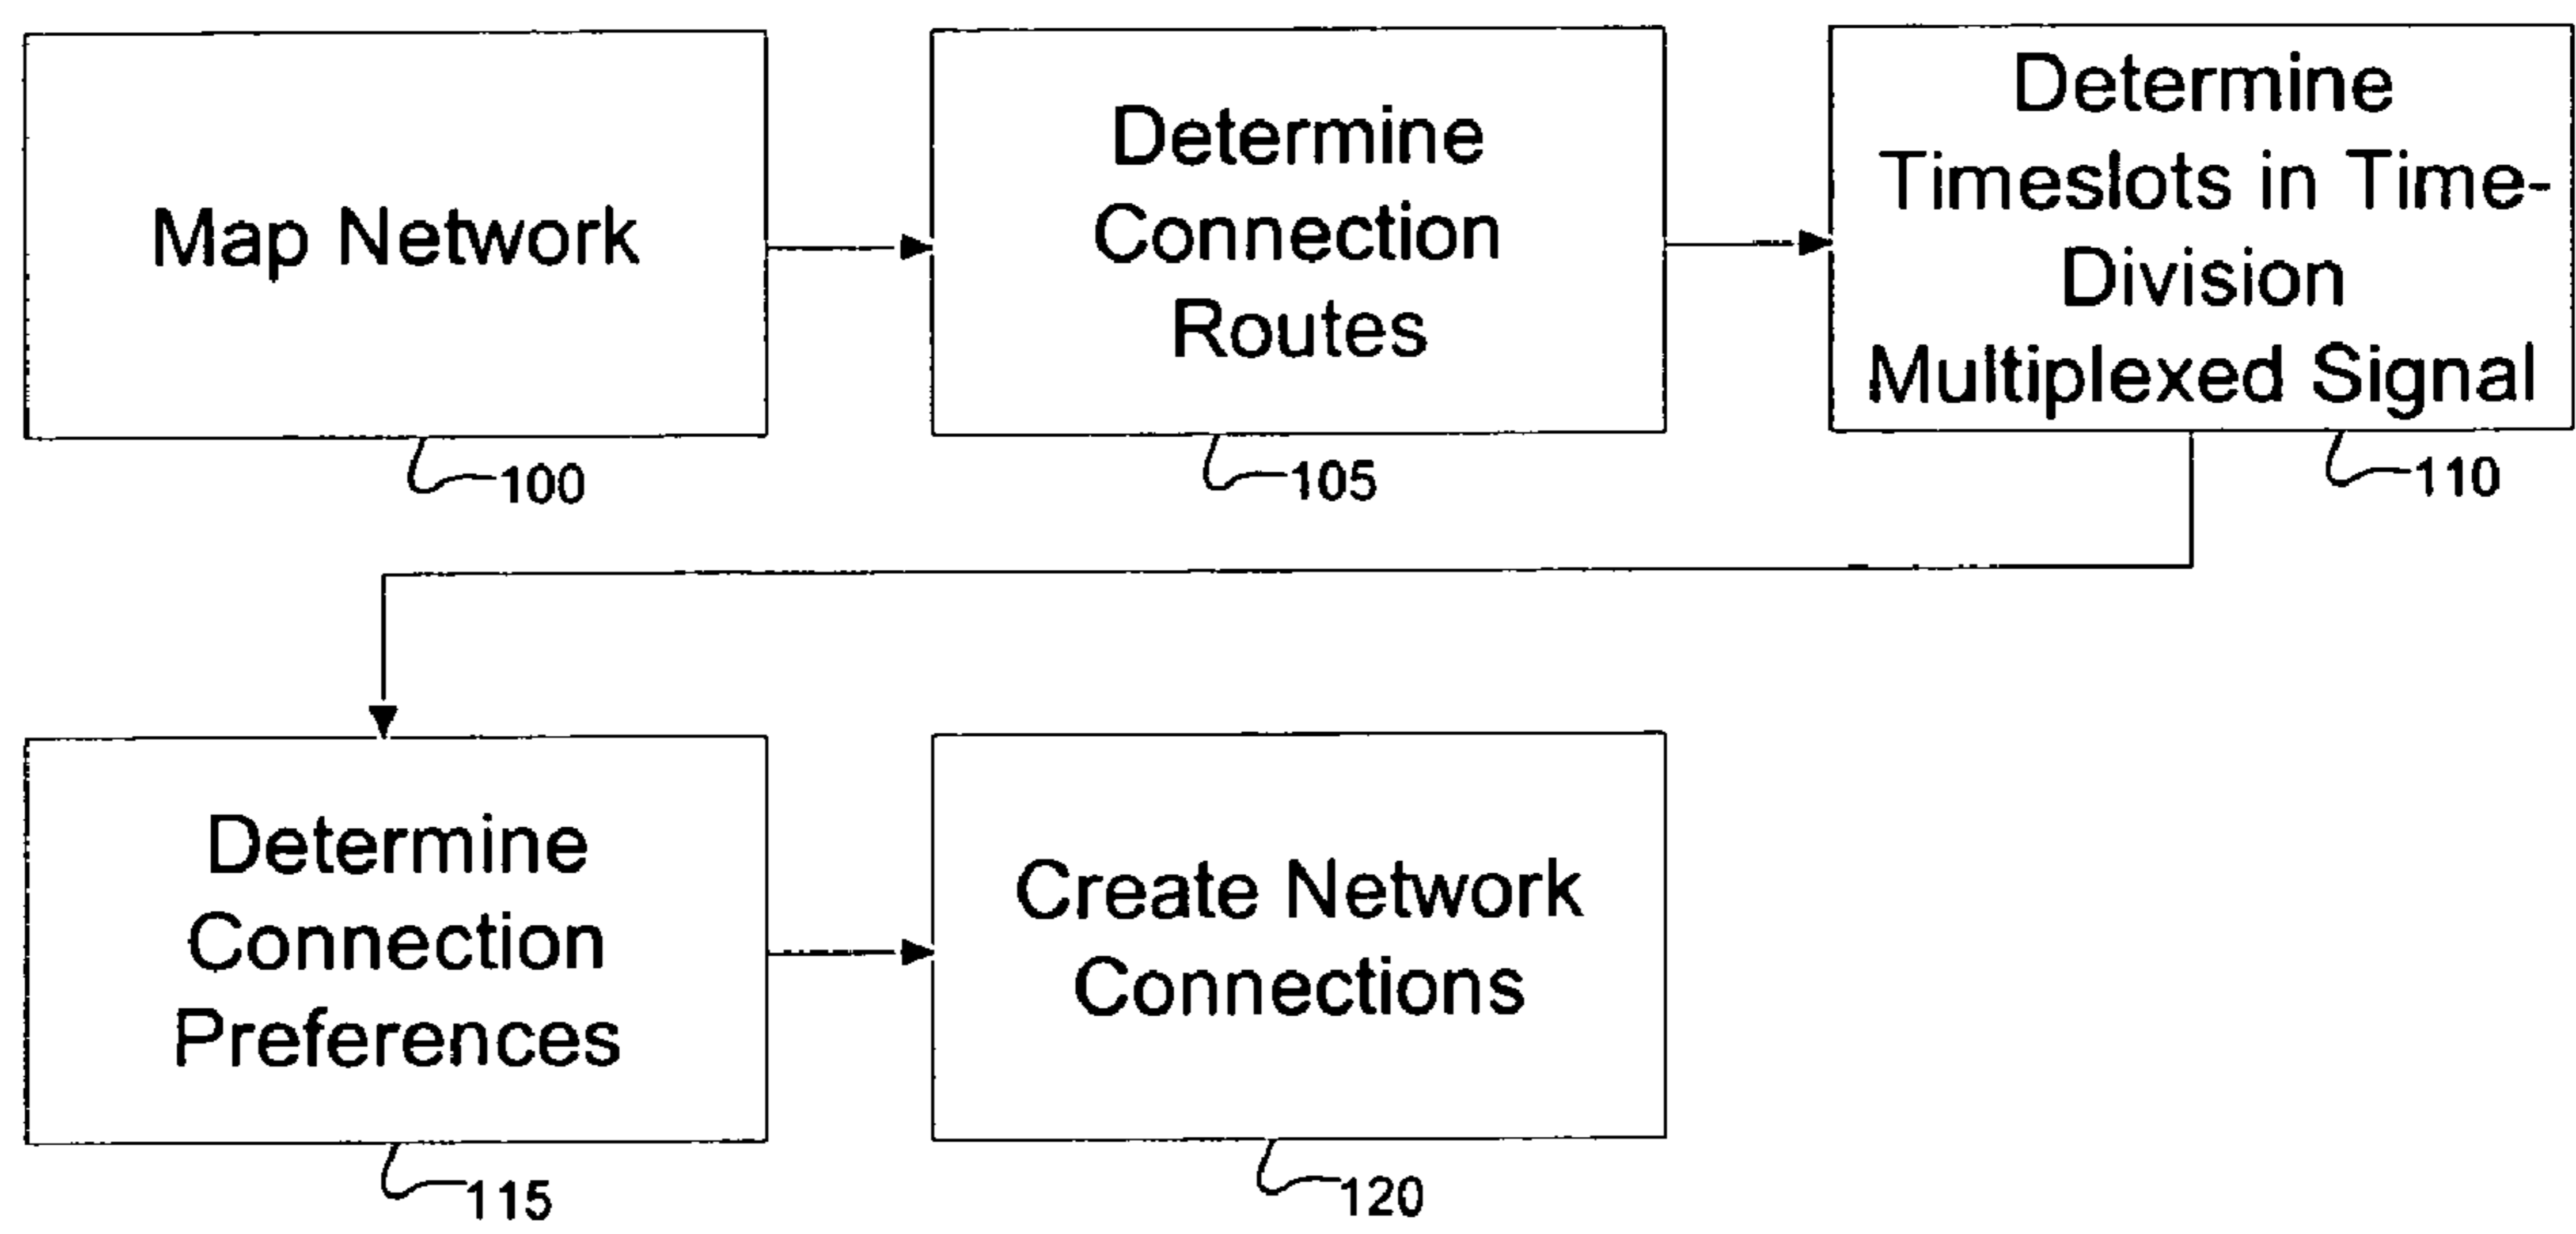 Map Network
Determine
Connection
Routes
Determine
Timeslots in Time-
Division
Multiplexed Signal
100
105
110
Determine
Connection
Preferences
Create Network
Connections
115
120